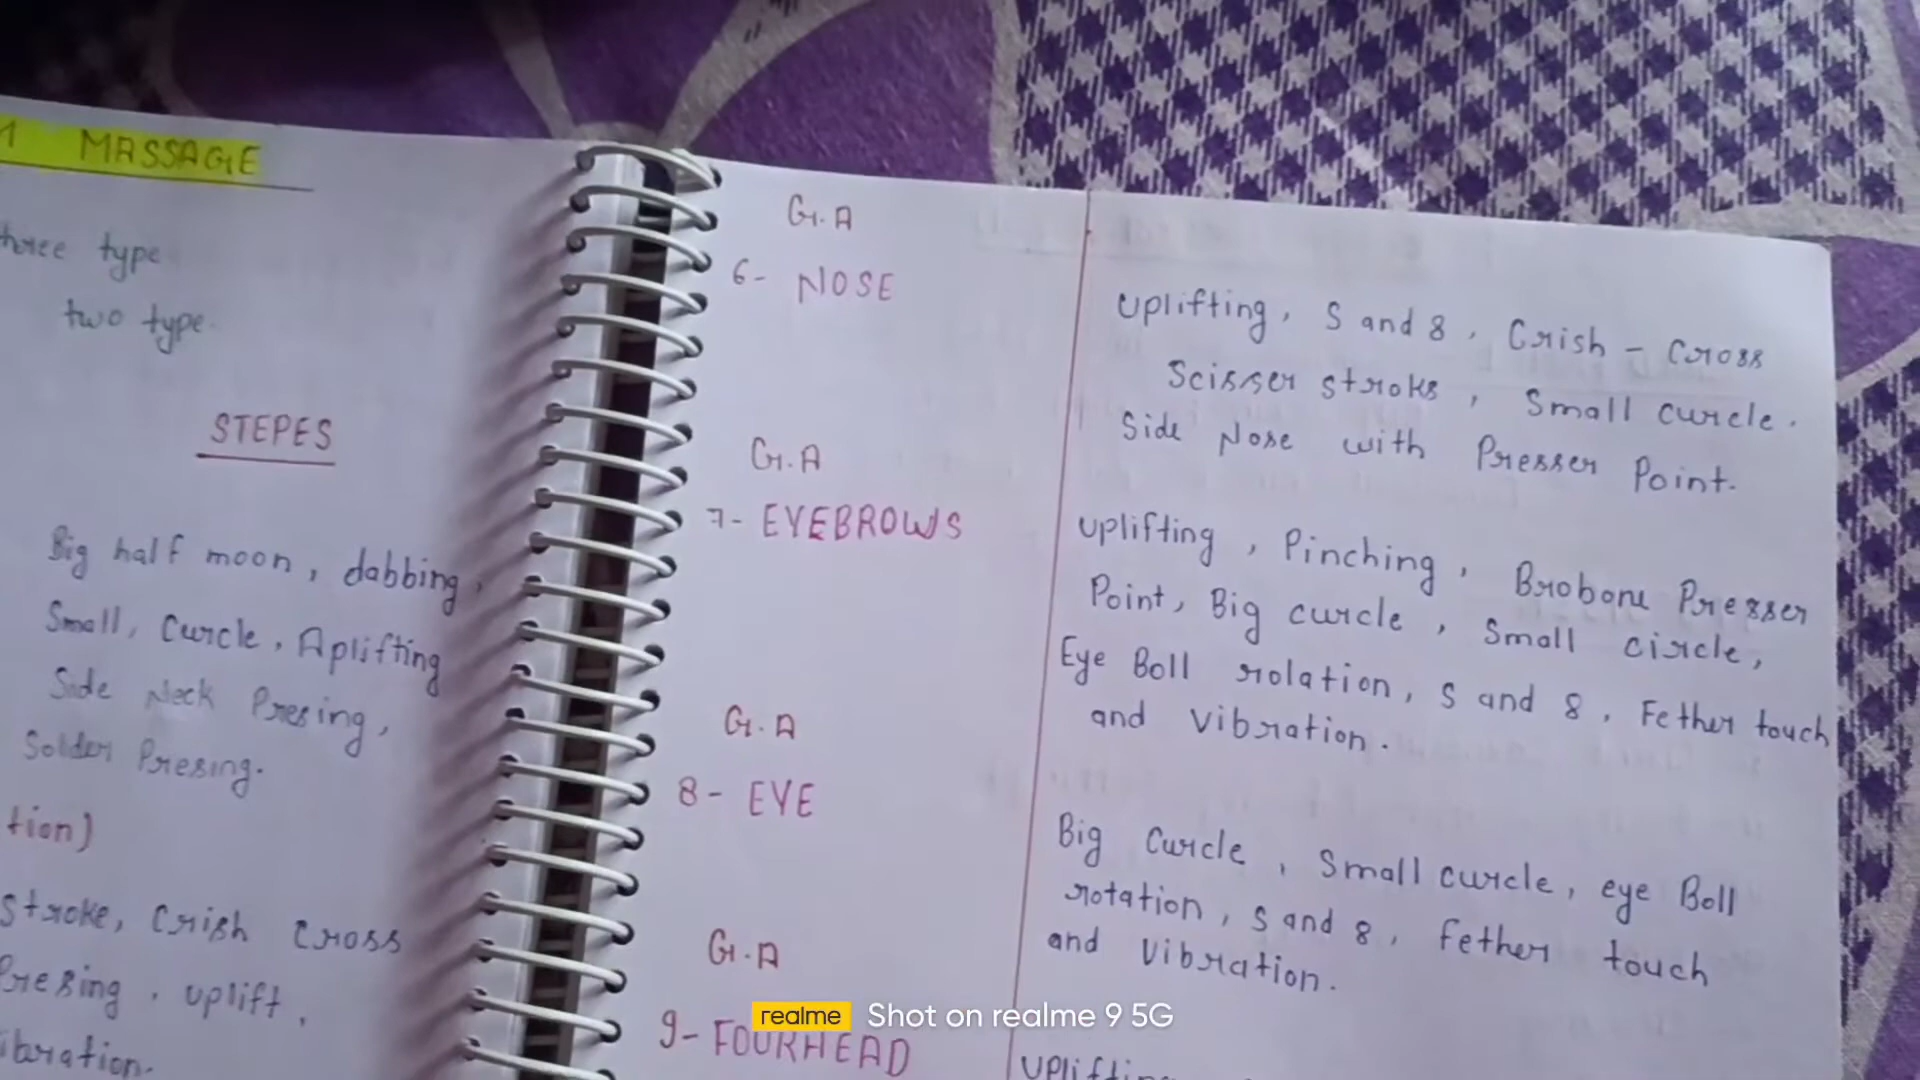 MASSAGE
three type
two type.
STEPES
Big half moon, dabbing,
Small, Curcle, Aplifting
Side Neck Presing,
Solder Presing.
tion)
Stroke, Crish Cross
Presing, uplift,
ibration.
G.A
6- NOSE
Uplifting, S and 8, Crish - Cross
Scisser stroks, Small curcle.
Side Nose with Presser Point.
G.A
7- EYEBROWS
Uplifting, Pinching, Brobone Presser
Point, Big curcle, Small circle,
Eye Boll rolation, S and 8, Fether touch
and vibration.
G.A
8- EYE
Big Curcle, Small curcle, eye Boll
rotation, S and 8, Fether touch
and Vibration.
G.A
9- FOURHEAD
Uplifting
realme Shot on realme 9 5G